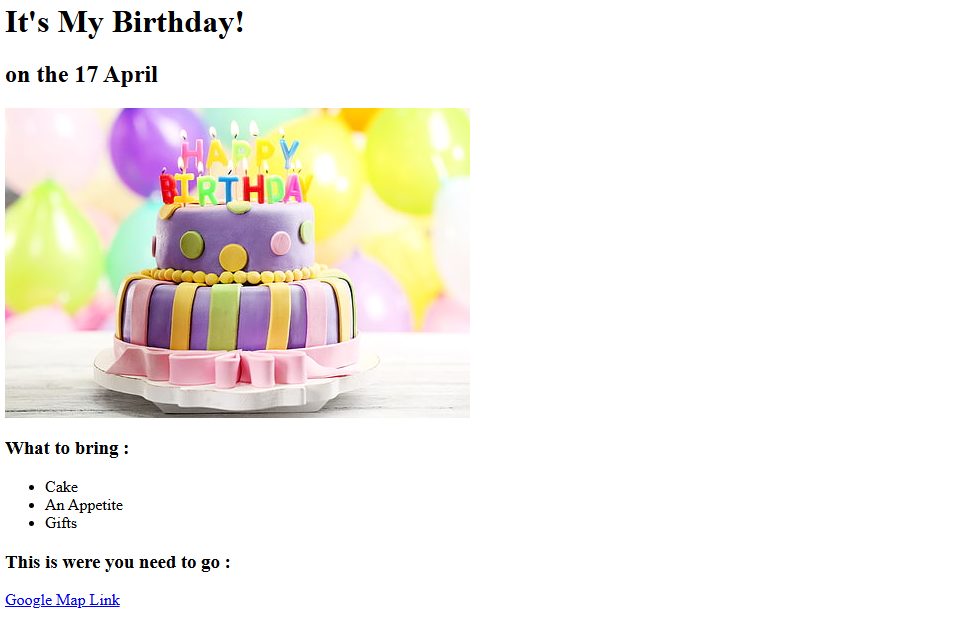 It's My Birthday!
on the 17 April
HAPPY
BIRTHDAY
What to bring :
Cake
An Appetite
Gifts
This is were you need to go :
Google Map Link